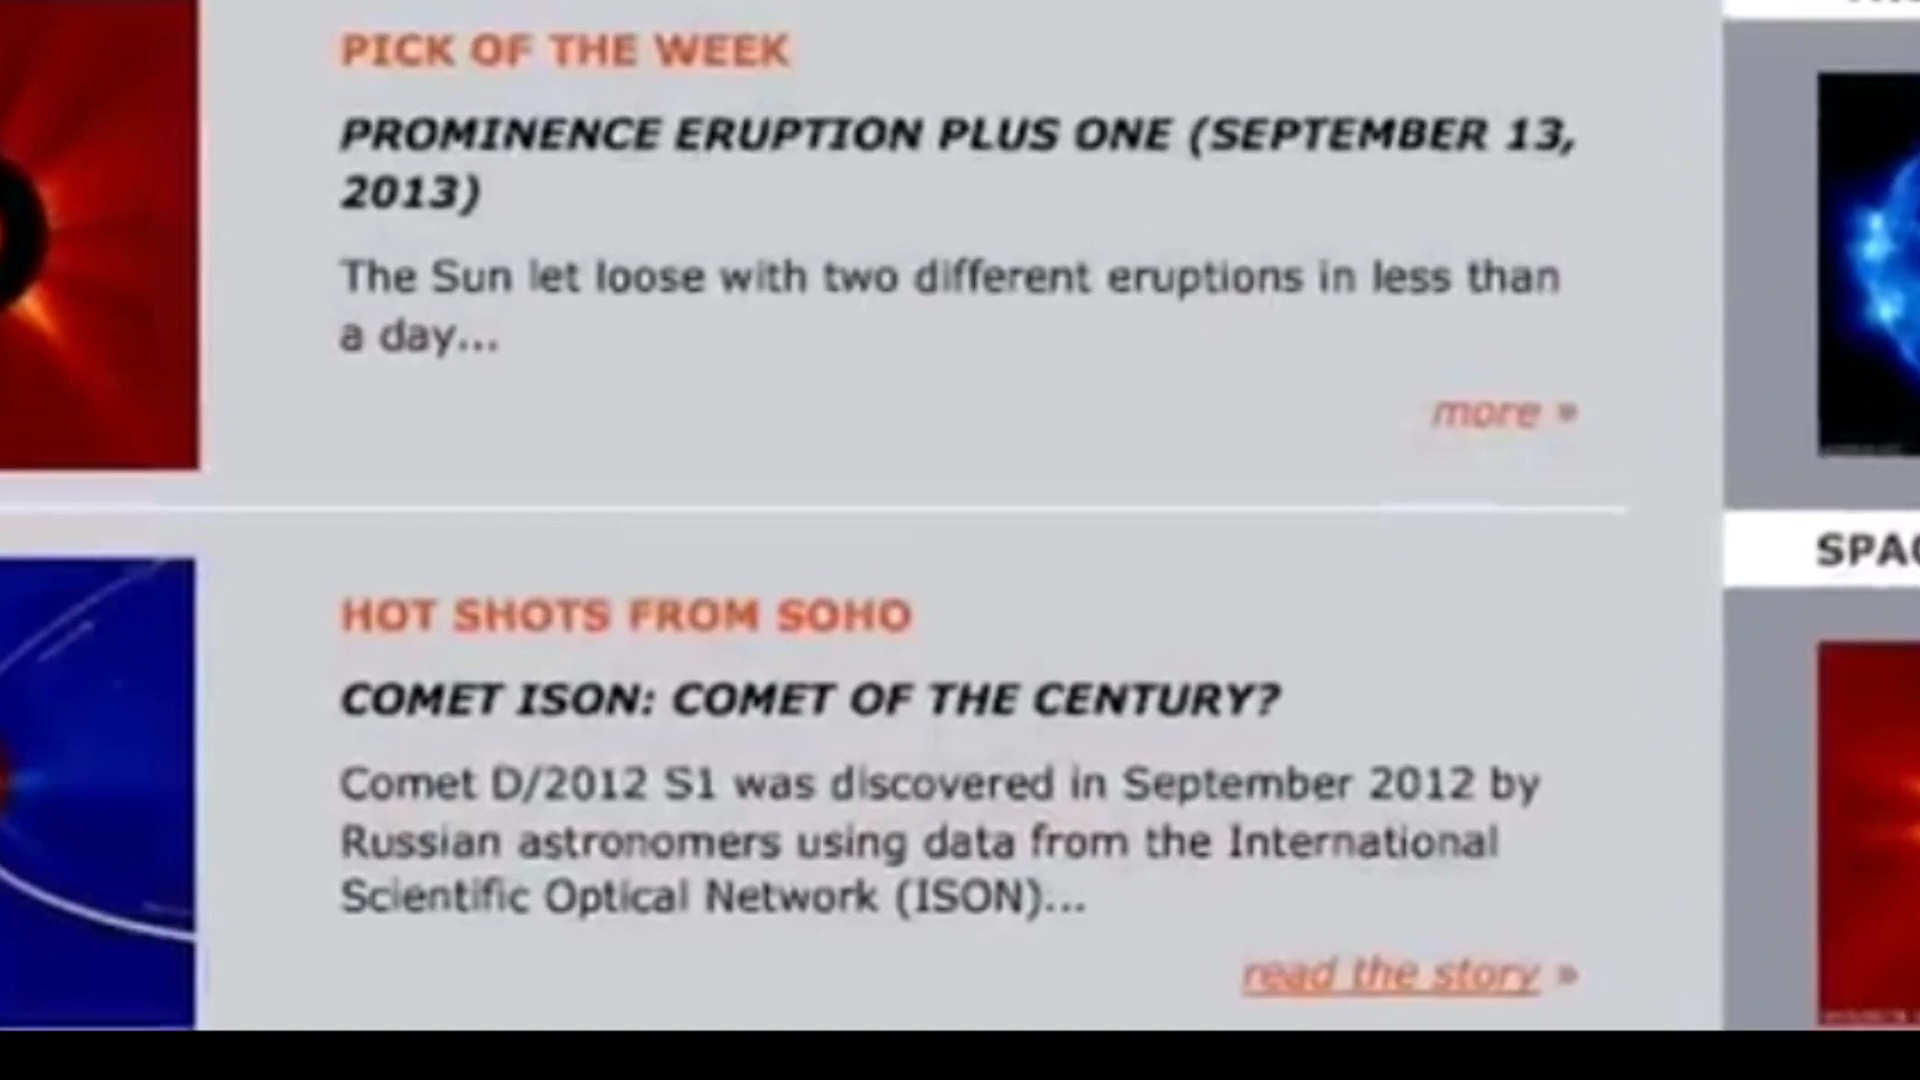 PICK OF THE WEEK
PROMINENCE ERUPTION PLUS ONE (SEPTEMBER 13,
2013)
The Sun let loose with two different eruptions in less than
a day...
more »
HOT SHOTS FROM SOHO
COMET ISON: COMET OF THE CENTURY?
Comet D/2012 S1 was discovered in September 2012 by
Russian astronomers using data from the International
Scientific Optical Network (ISON)...
read the story »